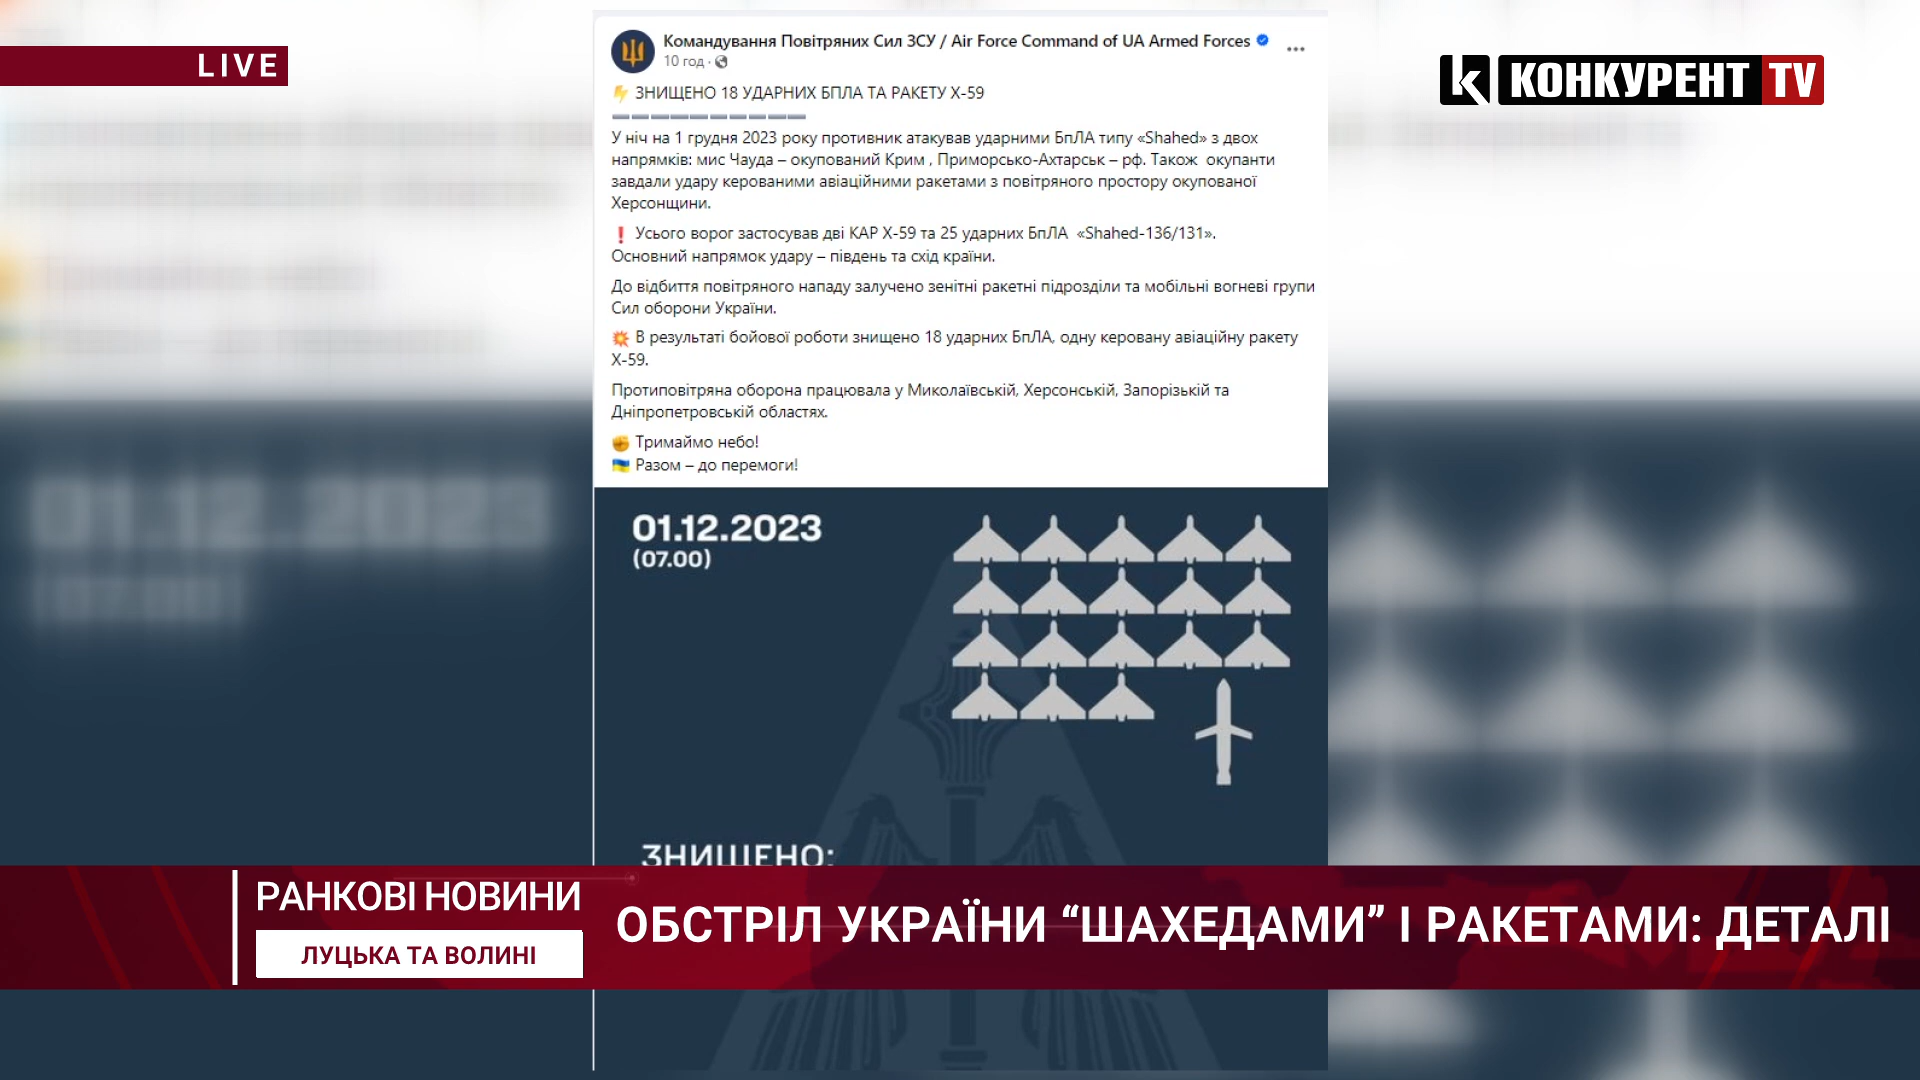 LIVE
Командування Повітряних Сил ЗСУ / Air Force Command of UA Armed Forces
10 год ·
ЗНИЩЕНО 18 УДАРНИХ БПЛА ТА РАКЕТУ Х-59
У ніч на 1 грудня 2023 року противник атакував ударними БпЛА типу «Shahed» з двох
напрямків: мис Чауда – окупований Крим , Приморсько-Ахтарськ – рф. Також окупанти
завдали удару керованими авіаційними ракетами з повітряного простору окупованої
Херсонщини.
❗ Усього ворог застосував дві КАР Х-59 та 25 ударних БпЛА «Shahed-136/131».
Основний напрямок удару – південь та схід країни.
До відбиття повітряного нападу залучено зенітні ракетні підрозділи та мобільні вогневі групи
Сил оборони України.
В результаті бойової роботи знищено 18 ударних БпЛА, одну керовану авіаційну ракету
Х-59.
Протиповітряна оборона працювала у Миколаївській, Херсонській, Запорізькій та
Дніпропетровській областях.
Тримаймо небо!
Разом – до перемоги!
01.12.2023
(07.00)
ЗНИЩЕНО:
КОНКУРЕНТ TV
РАНКОВІ НОВИНИ
ЛУЦЬКА ТА ВОЛИНІ
ОБСТРІЛ УКРАЇНИ “ШАХЕДАМИ” І РАКЕТАМИ: ДЕТАЛІ